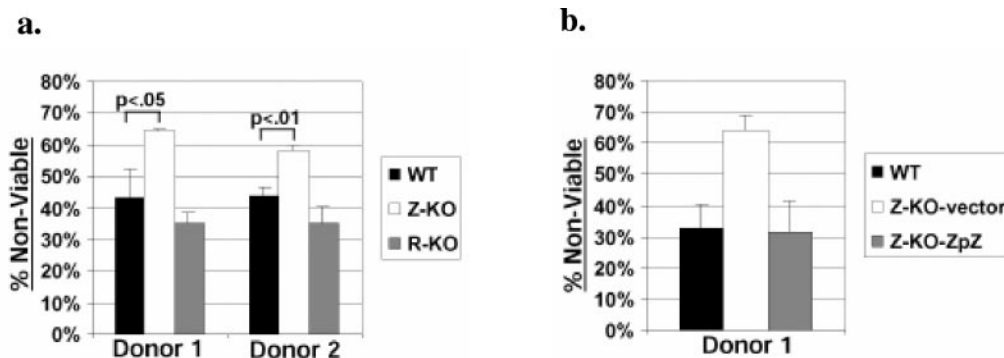 a.
80%
70%
60%
50%
40%
30%
20%
10%
0%
% Non-Viable
p<.05
p<.01
Donor 1
Donor 2
WT
Z-KO
R-KO
b.
80%
70%
60%
50%
40%
30%
20%
10%
0%
% Non-Viable
Donor 1
WT
Z-KO-vector
Z-KO-ZpZ